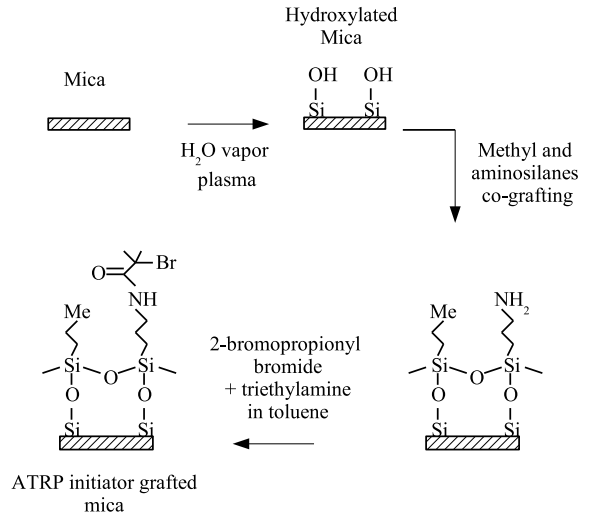 Mica
H₂O vapor
plasma
Hydroxylated
Mica
OH OH
Si Si
Methyl and
aminosilanes
co-grafting
Me NH₂
Si Si
O
O O
Si Si
2-bromopropionyl
bromide
+ triethylamine
in toluene
Br
O
NH
Me
Si Si
O
O O
Si Si
ATRP initiator grafted
mica